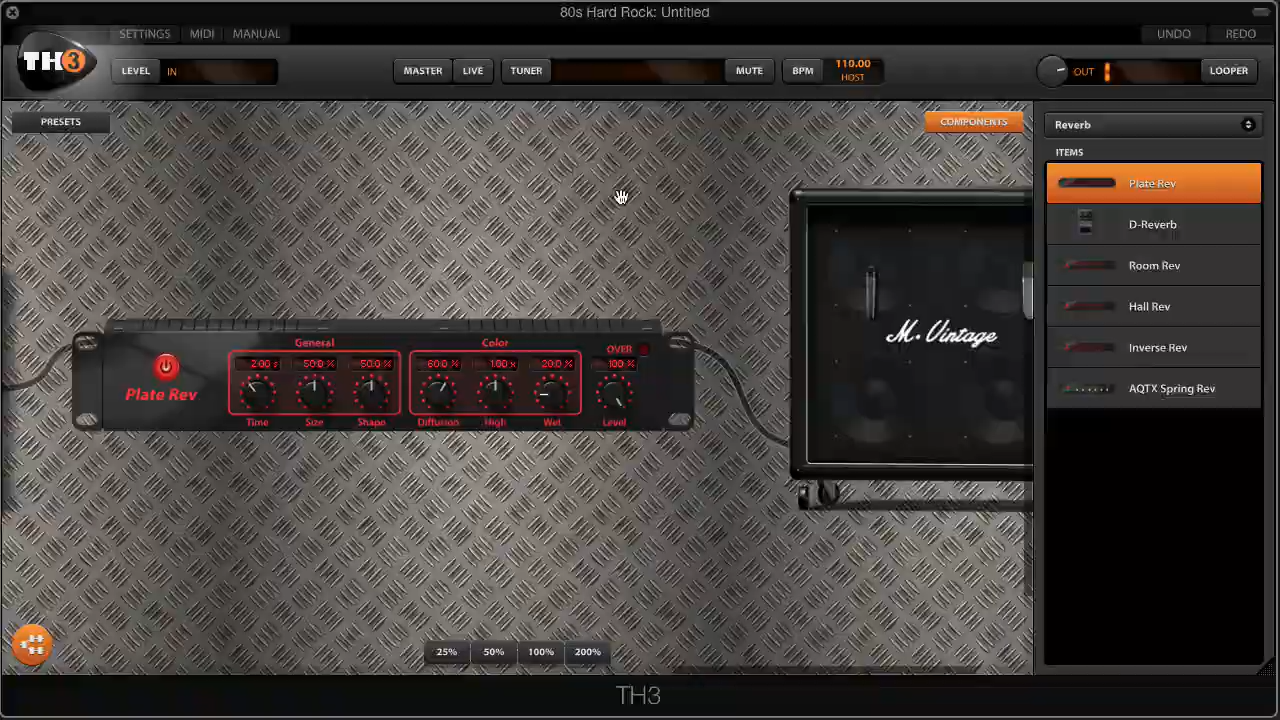 80s Hard Rock: Untitled
SETTINGS MIDI MANUAL UNDO REDO
TH3
LEVEL IN MASTER LIVE TUNER MUTE BPM 110.00 HOST OUT LOOPER
PRESETS COMPONENTS
Reverb
ITEMS
Plate Rev
D-Reverb
Room Rev
Hall Rev
Inverse Rev
AQTX Spring Rev
M. Vintage
General Color OVER
2.00 s 50.0 % 50.0 % 60.0 % 1.00 x 20.0 % 100 %
Plate Rev
Time Size Shape Diffusion High Wet Level
25% 50% 100% 200%
TH3